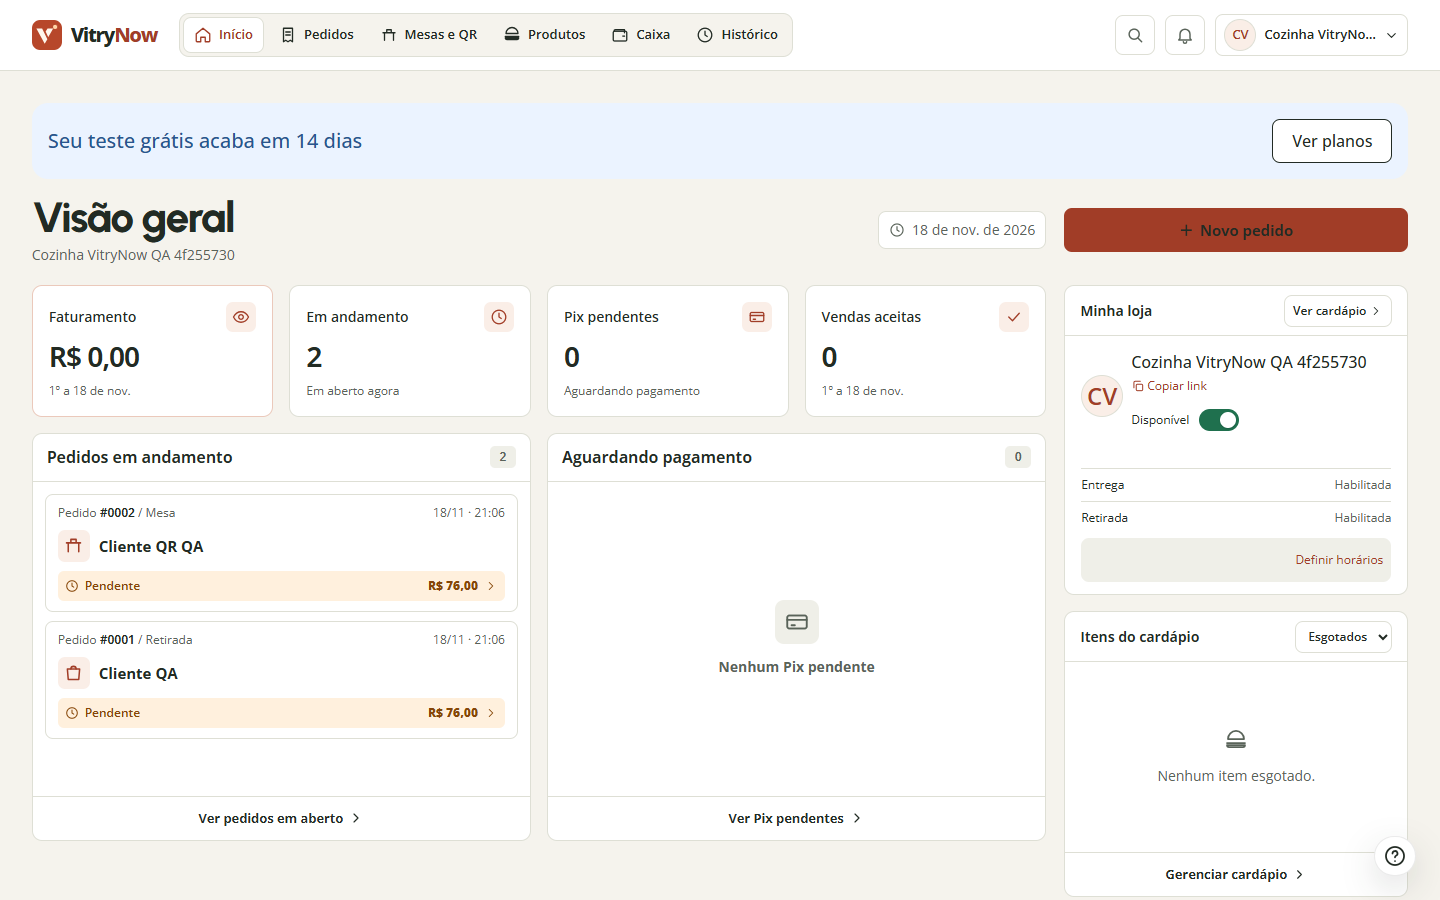 VitryNow
Início
Pedidos
Mesas e QR
Produtos
Caixa
Histórico
CV
Cozinha VitryNo...
Seu teste grátis acaba em 14 dias
Ver planos
Visão geral
Cozinha VitryNow QA 4f255730
18 de nov. de 2026
+ Novo pedido
Faturamento
R$ 0,00
1º a 18 de nov.
Em andamento
2
Em aberto agora
Pix pendentes
0
Aguardando pagamento
Vendas aceitas
0
1º a 18 de nov.
Pedidos em andamento
2
Pedido #0002 / Mesa
18/11 · 21:06
Cliente QR QA
Pendente
R$ 76,00
Pedido #0001 / Retirada
18/11 · 21:06
Cliente QA
Pendente
R$ 76,00
Ver pedidos em aberto
Aguardando pagamento
0
Nenhum Pix pendente
Ver Pix pendentes
Minha loja
Ver cardápio
CV
Cozinha VitryNow QA 4f255730
Copiar link
Disponível
Entrega
Habilitada
Retirada
Habilitada
Definir horários
Itens do cardápio
Esgotados
Nenhum item esgotado.
Gerenciar cardápio